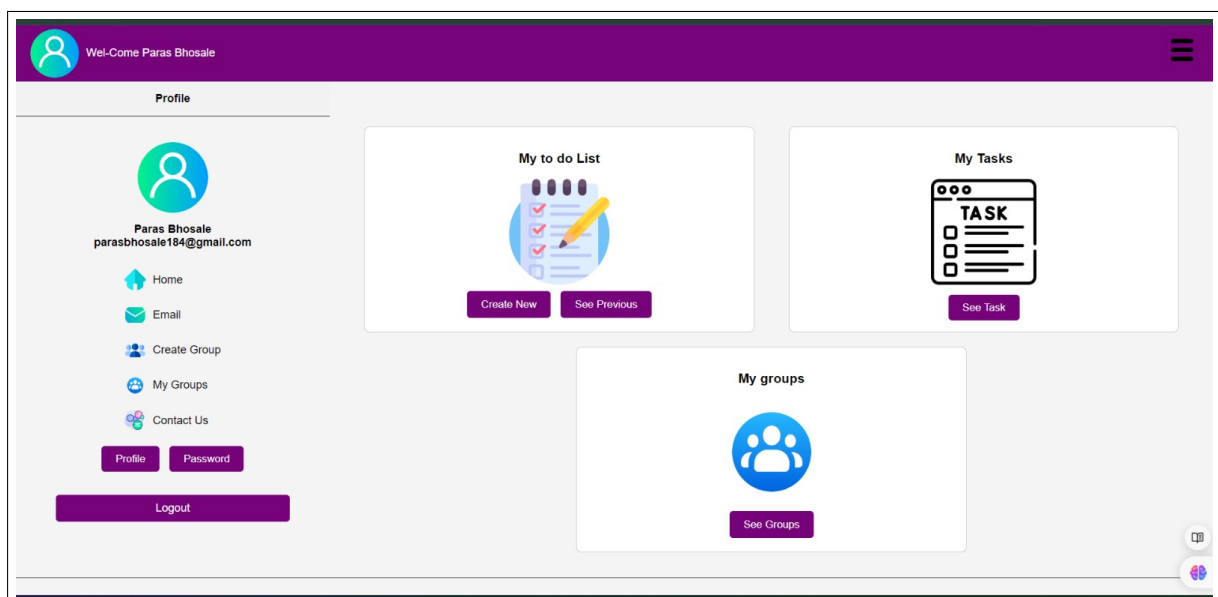 Wel-Come Paras Bhosale
Profile
Paras Bhosale
parasbhosale184@gmail.com
Home
Email
Create Group
My Groups
Contact Us
Profile Password
Logout
My to do List
Create New See Previous
My Tasks
TASK
See Task
My groups
See Groups